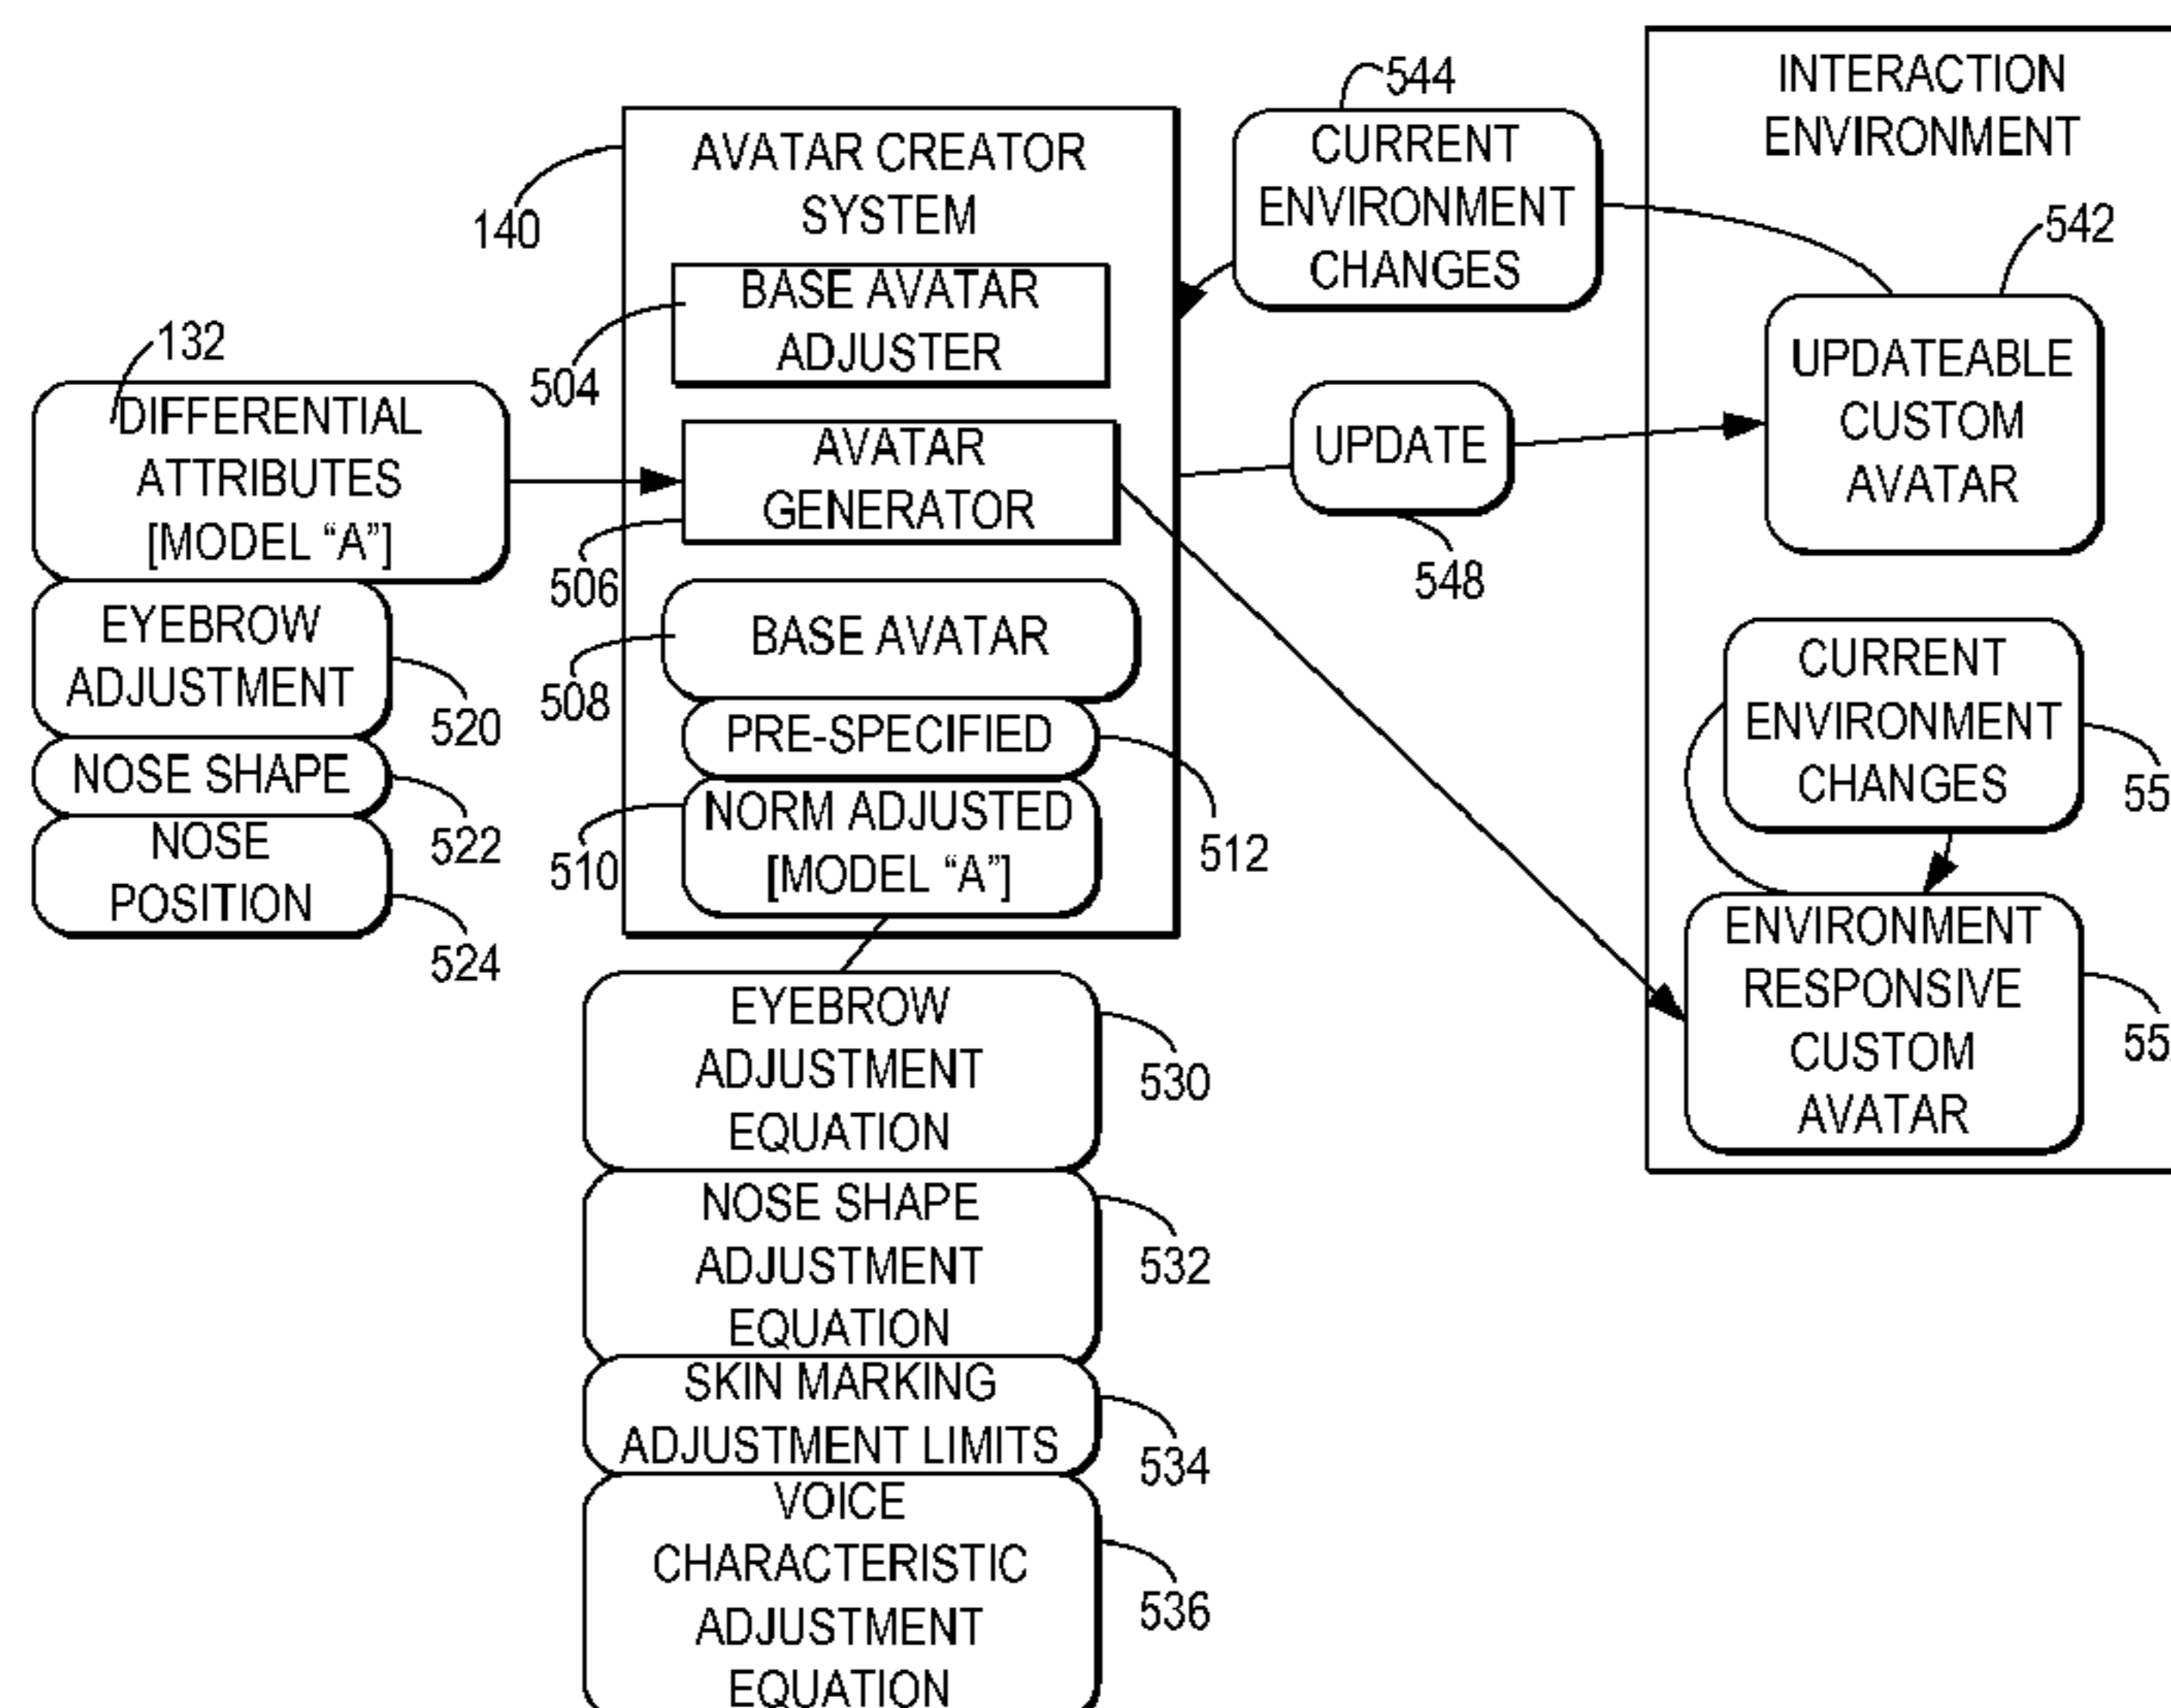 132
DIFFERENTIAL
ATTRIBUTES
[MODEL “A”]
EYEBROW
ADJUSTMENT
520
NOSE SHAPE
522
NOSE
POSITION
524
140
AVATAR CREATOR
SYSTEM
BASE AVATAR
ADJUSTER
504
AVATAR
GENERATOR
506
BASE AVATAR
508
PRE-SPECIFIED
512
NORM ADJUSTED
[MODEL “A”]
510
EYEBROW
ADJUSTMENT
EQUATION
530
NOSE SHAPE
ADJUSTMENT
EQUATION
532
SKIN MARKING
ADJUSTMENT LIMITS
534
VOICE
CHARACTERISTIC
ADJUSTMENT
EQUATION
536
544
CURRENT
ENVIRONMENT
CHANGES
UPDATE
548
INTERACTION
ENVIRONMENT
542
UPDATEABLE
CUSTOM
AVATAR
CURRENT
ENVIRONMENT
CHANGES
ENVIRONMENT
RESPONSIVE
CUSTOM
AVATAR